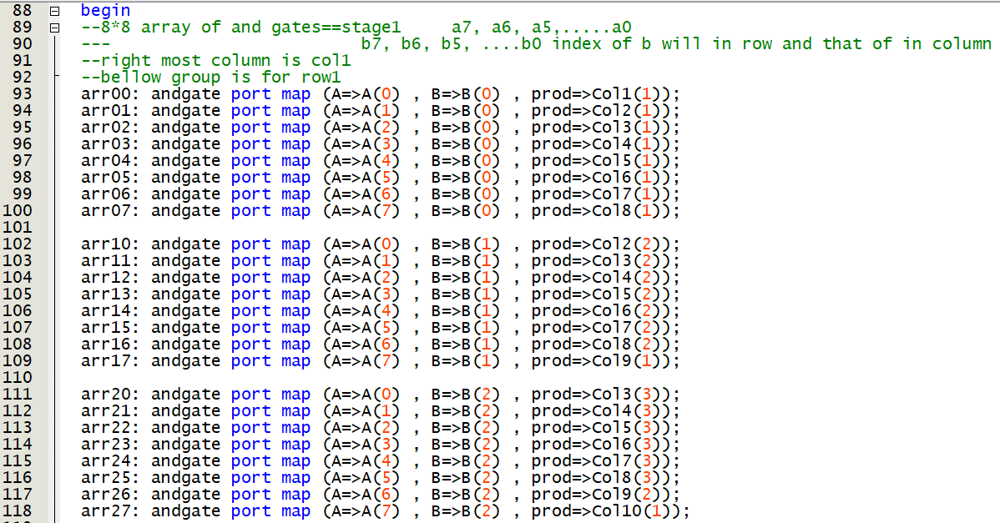 88 begin
89 --8*8 array of and gates==stage1 a7, a6, a5,.....a0
90 --- b7, b6, b5, ....b0 index of b will in row and that of in column
91 --right most column is col1
92 --bellow group is for row1
93 arr00: andgate port map (A=>A(0) , B=>B(0) , prod=>Col1(1));
94 arr01: andgate port map (A=>A(1) , B=>B(0) , prod=>Col2(1));
95 arr02: andgate port map (A=>A(2) , B=>B(0) , prod=>Col3(1));
96 arr03: andgate port map (A=>A(3) , B=>B(0) , prod=>Col4(1));
97 arr04: andgate port map (A=>A(4) , B=>B(0) , prod=>Col5(1));
98 arr05: andgate port map (A=>A(5) , B=>B(0) , prod=>Col6(1));
99 arr06: andgate port map (A=>A(6) , B=>B(0) , prod=>Col7(1));
100 arr07: andgate port map (A=>A(7) , B=>B(0) , prod=>Col8(1));
101
102 arr10: andgate port map (A=>A(0) , B=>B(1) , prod=>Col2(2));
103 arr11: andgate port map (A=>A(1) , B=>B(1) , prod=>Col3(2));
104 arr12: andgate port map (A=>A(2) , B=>B(1) , prod=>Col4(2));
105 arr13: andgate port map (A=>A(3) , B=>B(1) , prod=>Col5(2));
106 arr14: andgate port map (A=>A(4) , B=>B(1) , prod=>Col6(2));
107 arr15: andgate port map (A=>A(5) , B=>B(1) , prod=>Col7(2));
108 arr16: andgate port map (A=>A(6) , B=>B(1) , prod=>Col8(2));
109 arr17: andgate port map (A=>A(7) , B=>B(1) , prod=>Col9(1));
110
111 arr20: andgate port map (A=>A(0) , B=>B(2) , prod=>Col3(3));
112 arr21: andgate port map (A=>A(1) , B=>B(2) , prod=>Col4(3));
113 arr22: andgate port map (A=>A(2) , B=>B(2) , prod=>Col5(3));
114 arr23: andgate port map (A=>A(3) , B=>B(2) , prod=>Col6(3));
115 arr24: andgate port map (A=>A(4) , B=>B(2) , prod=>Col7(3));
116 arr25: andgate port map (A=>A(5) , B=>B(2) , prod=>Col8(3));
117 arr26: andgate port map (A=>A(6) , B=>B(2) , prod=>Col9(2));
118 arr27: andgate port map (A=>A(7) , B=>B(2) , prod=>Col10(1));